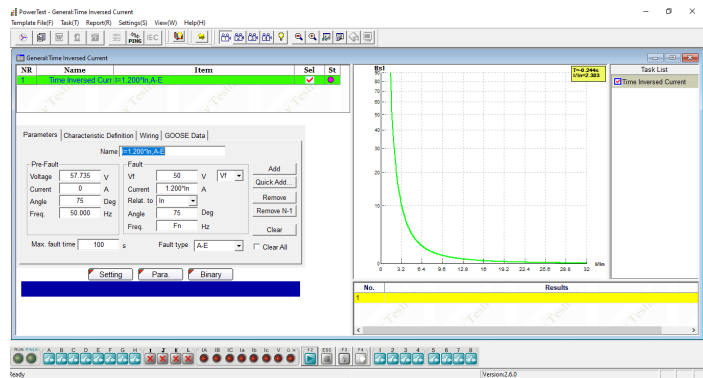 PowerTest - General:Time Inversed Current
Template File(F) Task(T) Report(R) Settings(S) View(W) Help(H)
PING IEC
General:Time Inversed Current
NR Name Item Sel St
1 Time Inversed Curr I=1.200*In,A-E
Parameters Characteristic Definition Wiring GOOSE Data
Name I=1.200*In,A-E
Pre-Fault Fault
Voltage 57.735 V Vf 50 V Vf Add
Current 0 A Current 1.200*In A Quick Add...
Angle 75 Deg Relat. to In Remove
Freq. 50.000 Hz Angle 75 Deg Remove N-1
Freq. Fn Hz Clear
Max. fault time 100 s Fault type A-E Clear All
Setting Para. Binary
t[s]
T=-0.244s
I/In=2.303
70
60
50
40
30
20
10
0
0 3.2 6.4 9.6 12.8 16 19.2 22.4 25.6 28.8 32 I/In
Task List
Time Inversed Current
No. Results
1
RUN A B C D E F G H I J K L IA IB IC Ia Ib Ic V F2 ESC F3 F4 1 2 3 4 5 6 7 8
Ready Version:2.6.0